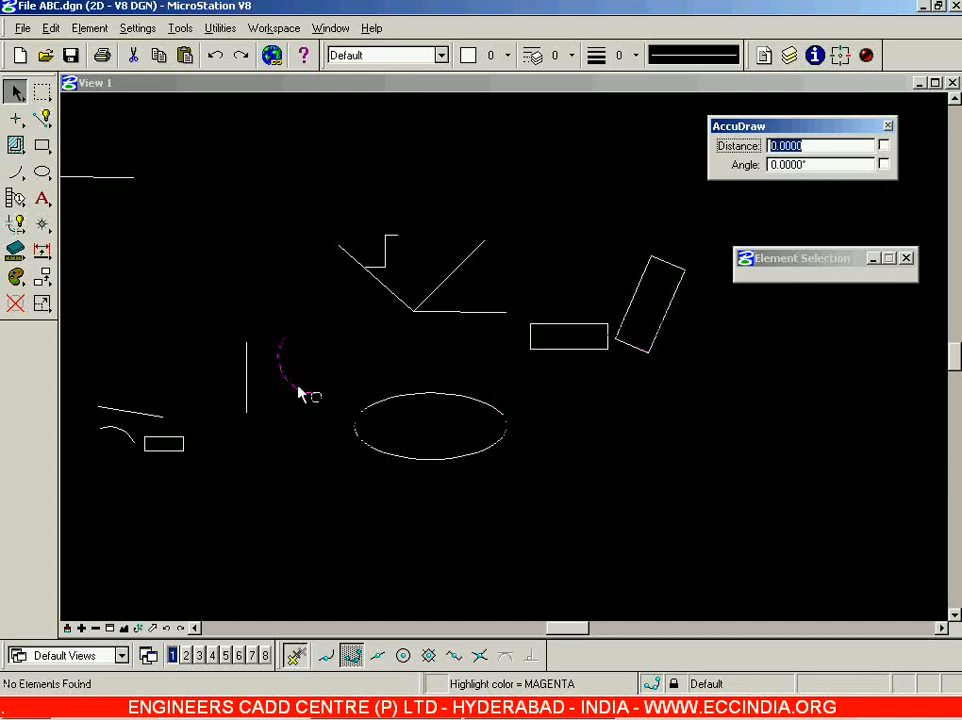 File ABC.dgn (2D - V8 DGN) - MicroStation V8
File Edit Element Settings Tools Utilities Workspace Window Help
Default 0 0 0
View 1
AccuDraw
Distance: 0.0000
Angle: 0.0000°
Element Selection
Default Views 1 2 3 4 5 6 7 8
No Elements Found Highlight color = MAGENTA Default
ENGINEERS CADD CENTRE (P) LTD - HYDERABAD - INDIA - WWW.ECCINDIA.ORG